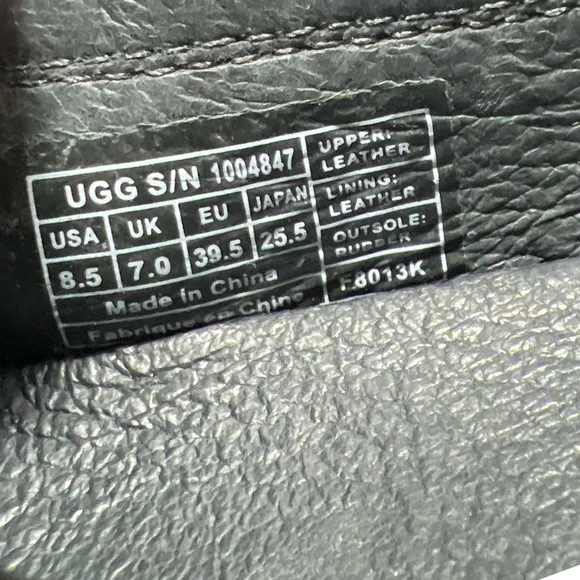 UGG S/N 1004847
USA UK EU JAPAN
8.5 7.0 39.5 25.5
Made in China
Fabriqué en Chine
UPPER:
LEATHER
LINING:
LEATHER
OUTSOLE:
RUBBER
F8013K